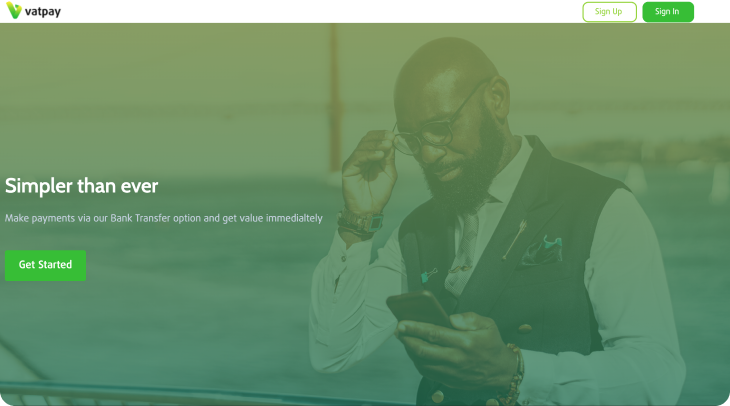 vatpay
Sign Up
Sign In
Simpler than ever
Make payments via our Bank Transfer option and get value immedialtely
Get Started